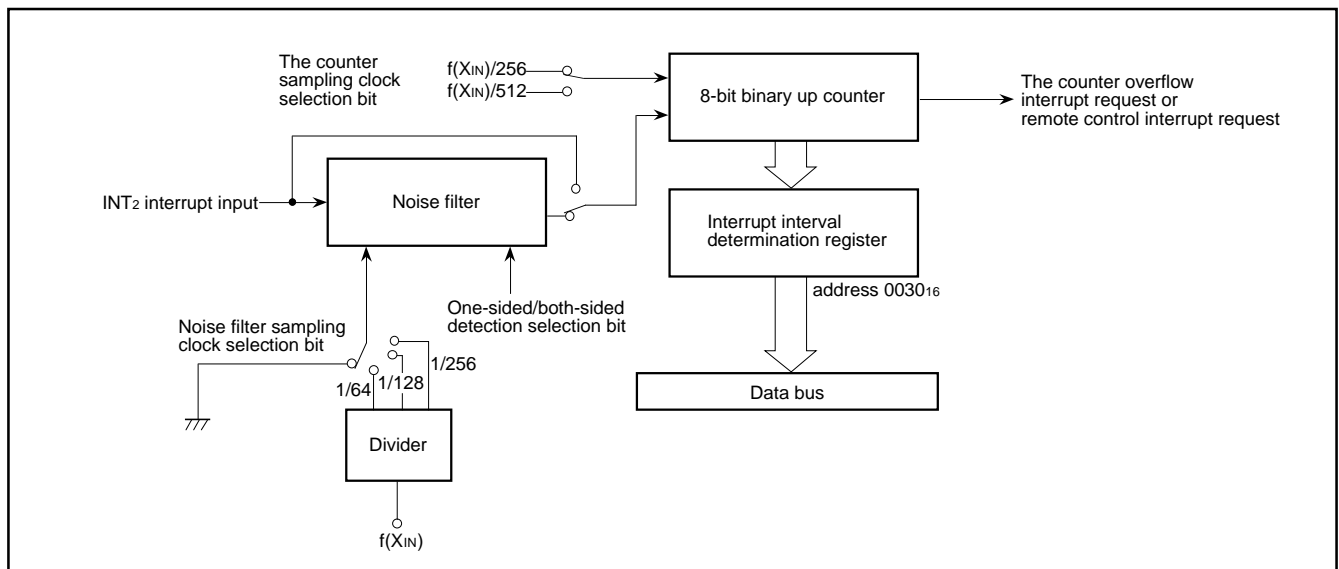 The counter
sampling clock
selection bit
f(XIN)/256
f(XIN)/512
8-bit binary up counter
The counter overflow
interrupt request or
remote control interrupt request
INT2 interrupt input
Noise filter
Interrupt interval
determination register
address 003016
One-sided/both-sided
detection selection bit
Noise filter sampling
clock selection bit
1/64
1/128
1/256
Data bus
Divider
f(XIN)